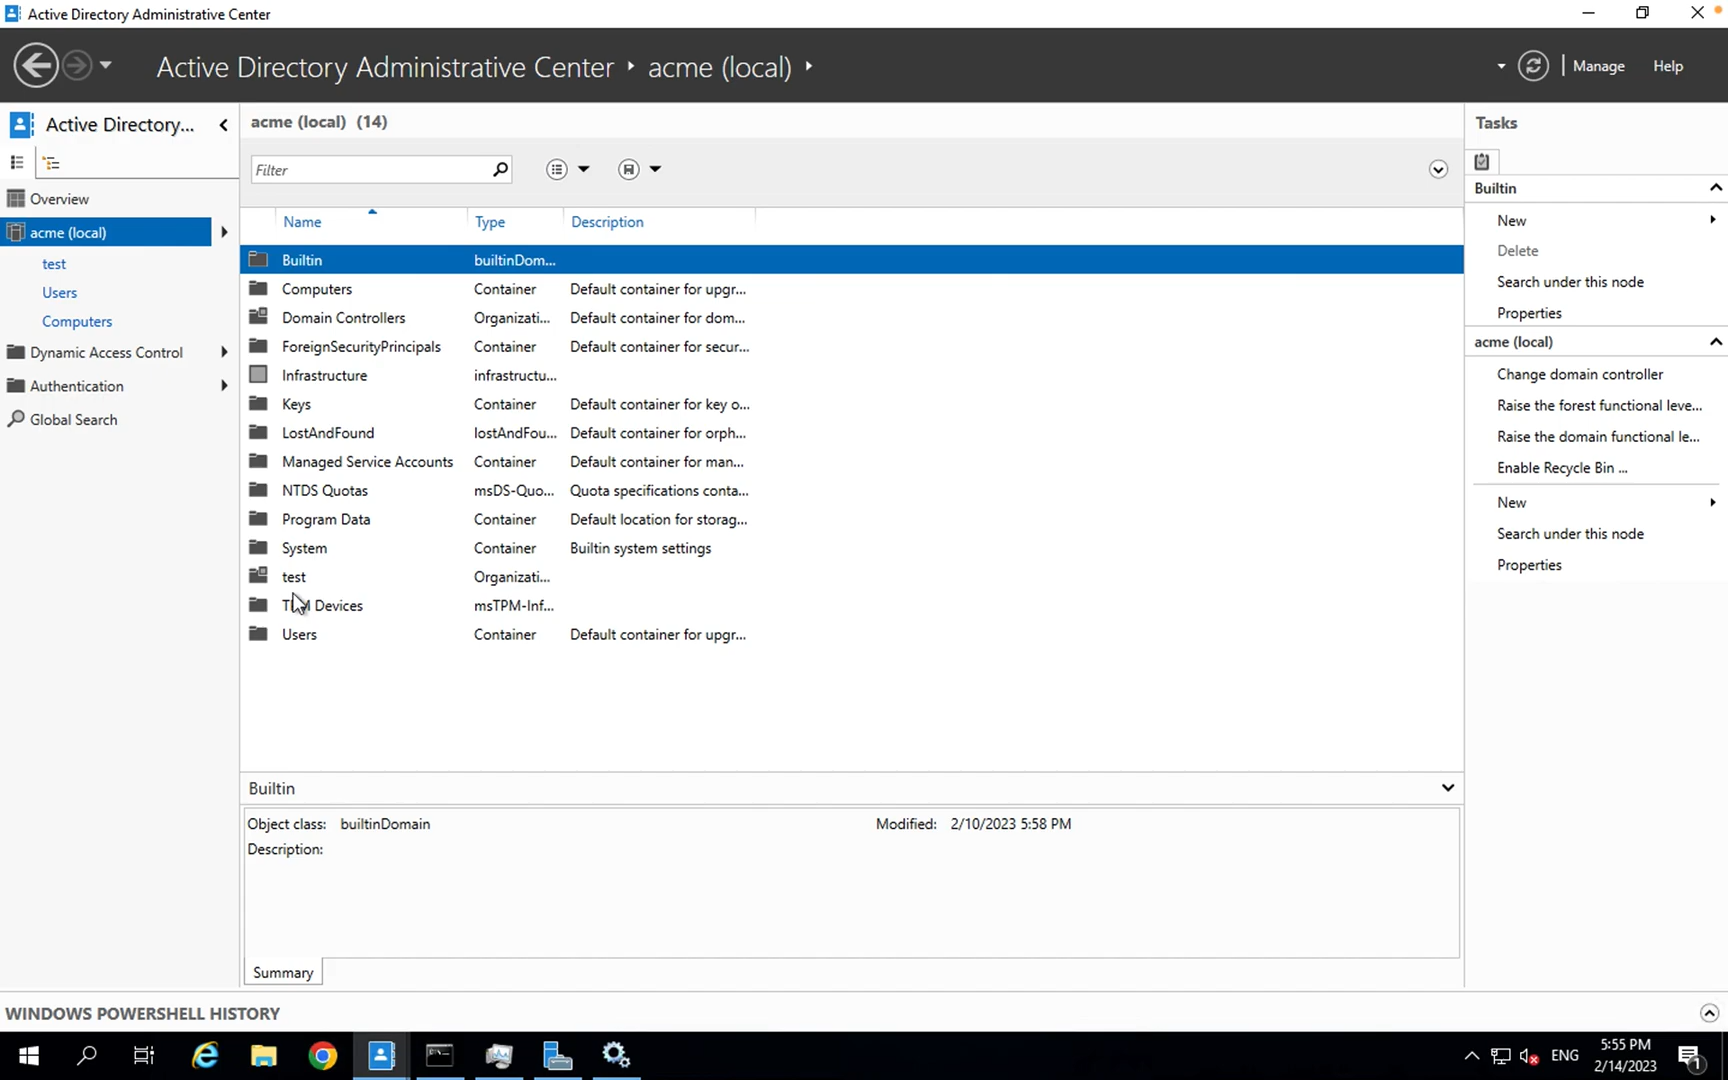 Active Directory Administrative Center
Active Directory Administrative Center • acme (local) •
Manage
Help
Active Directory...
Overview
acme (local)
test
Users
Computers
Dynamic Access Control
Authentication
Global Search
acme (local) (14)
Filter
Name Type Description
Builtin builtinDom...
Computers Container Default container for upgr...
Domain Controllers Organizati... Default container for dom...
ForeignSecurityPrincipals Container Default container for secur...
Infrastructure infrastructu...
Keys Container Default container for key o...
LostAndFound lostAndFou... Default container for orph...
Managed Service Accounts Container Default container for man...
NTDS Quotas msDS-Quo... Quota specifications conta...
Program Data Container Default location for storag...
System Container Builtin system settings
test Organizati...
Devices msTPM-Inf...
Users Container Default container for upgr...
Builtin
Object class: builtinDomain Modified: 2/10/2023 5:58 PM
Description:
Summary
Tasks
Builtin
New
Delete
Search under this node
Properties
acme (local)
Change domain controller
Raise the forest functional leve...
Raise the domain functional le...
Enable Recycle Bin ...
New
Search under this node
Properties
WINDOWS POWERSHELL HISTORY
ENG
5:55 PM
2/14/2023
1